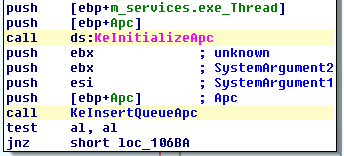 push [ebp+m_services.exe_Thread]
push [ebp+Apc]
call ds:KeInitializeApc
push ebx ; unknown
push ebx ; SystemArgument2
push esi ; SystemArgument1
push [ebp+Apc] ; Apc
call KeInsertQueueApc
test al, al
jnz short loc_106BA